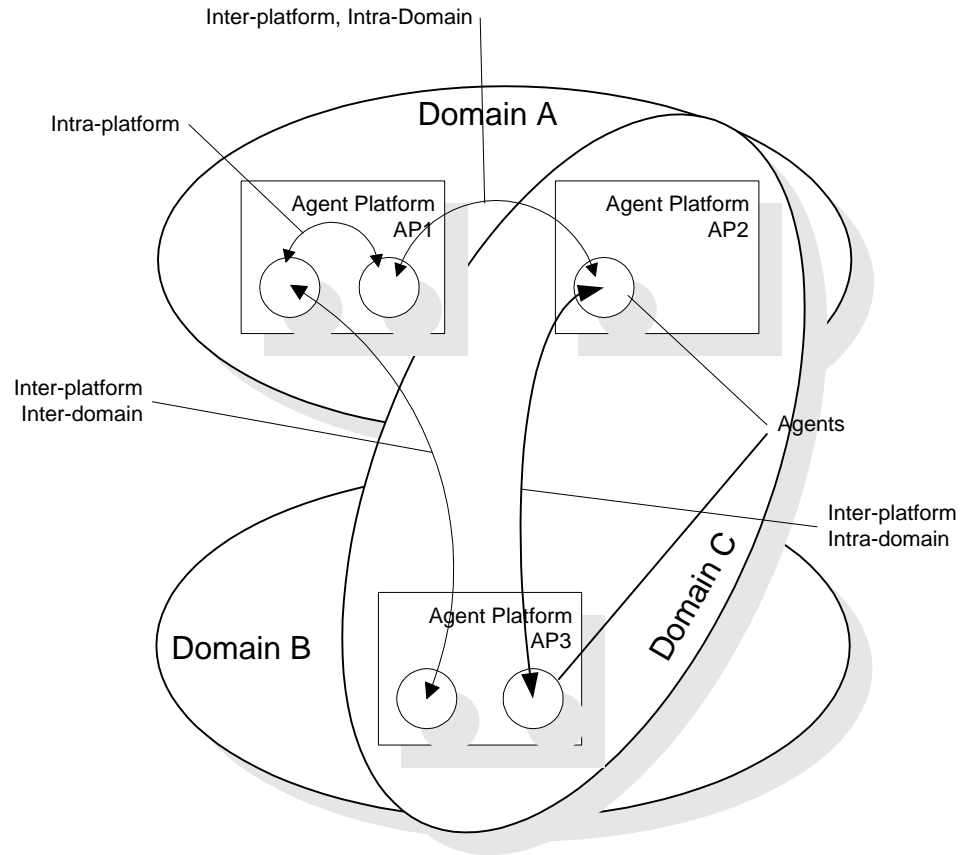 Inter-platform, Intra-Domain
Domain A
Intra-platform
Agent Platform
AP1
Agent Platform
AP2
Inter-platform
Inter-domain
Agents
Inter-platform
Intra-domain
Domain C
Agent Platform
AP3
Domain B